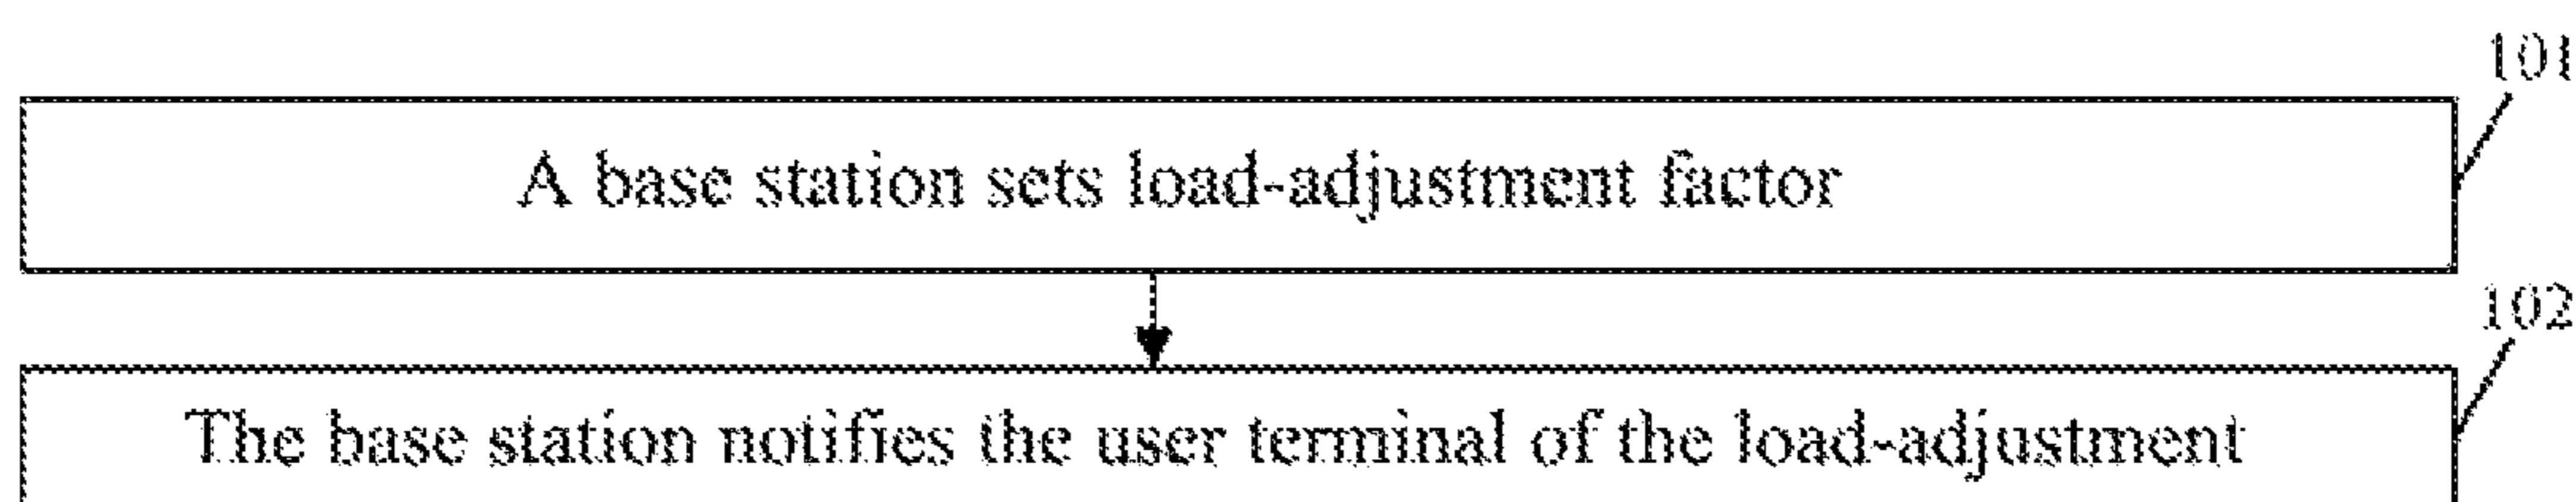 101
A base station sets load-adjustment factor
102
The base station notifies the user terminal of the load-adjustment